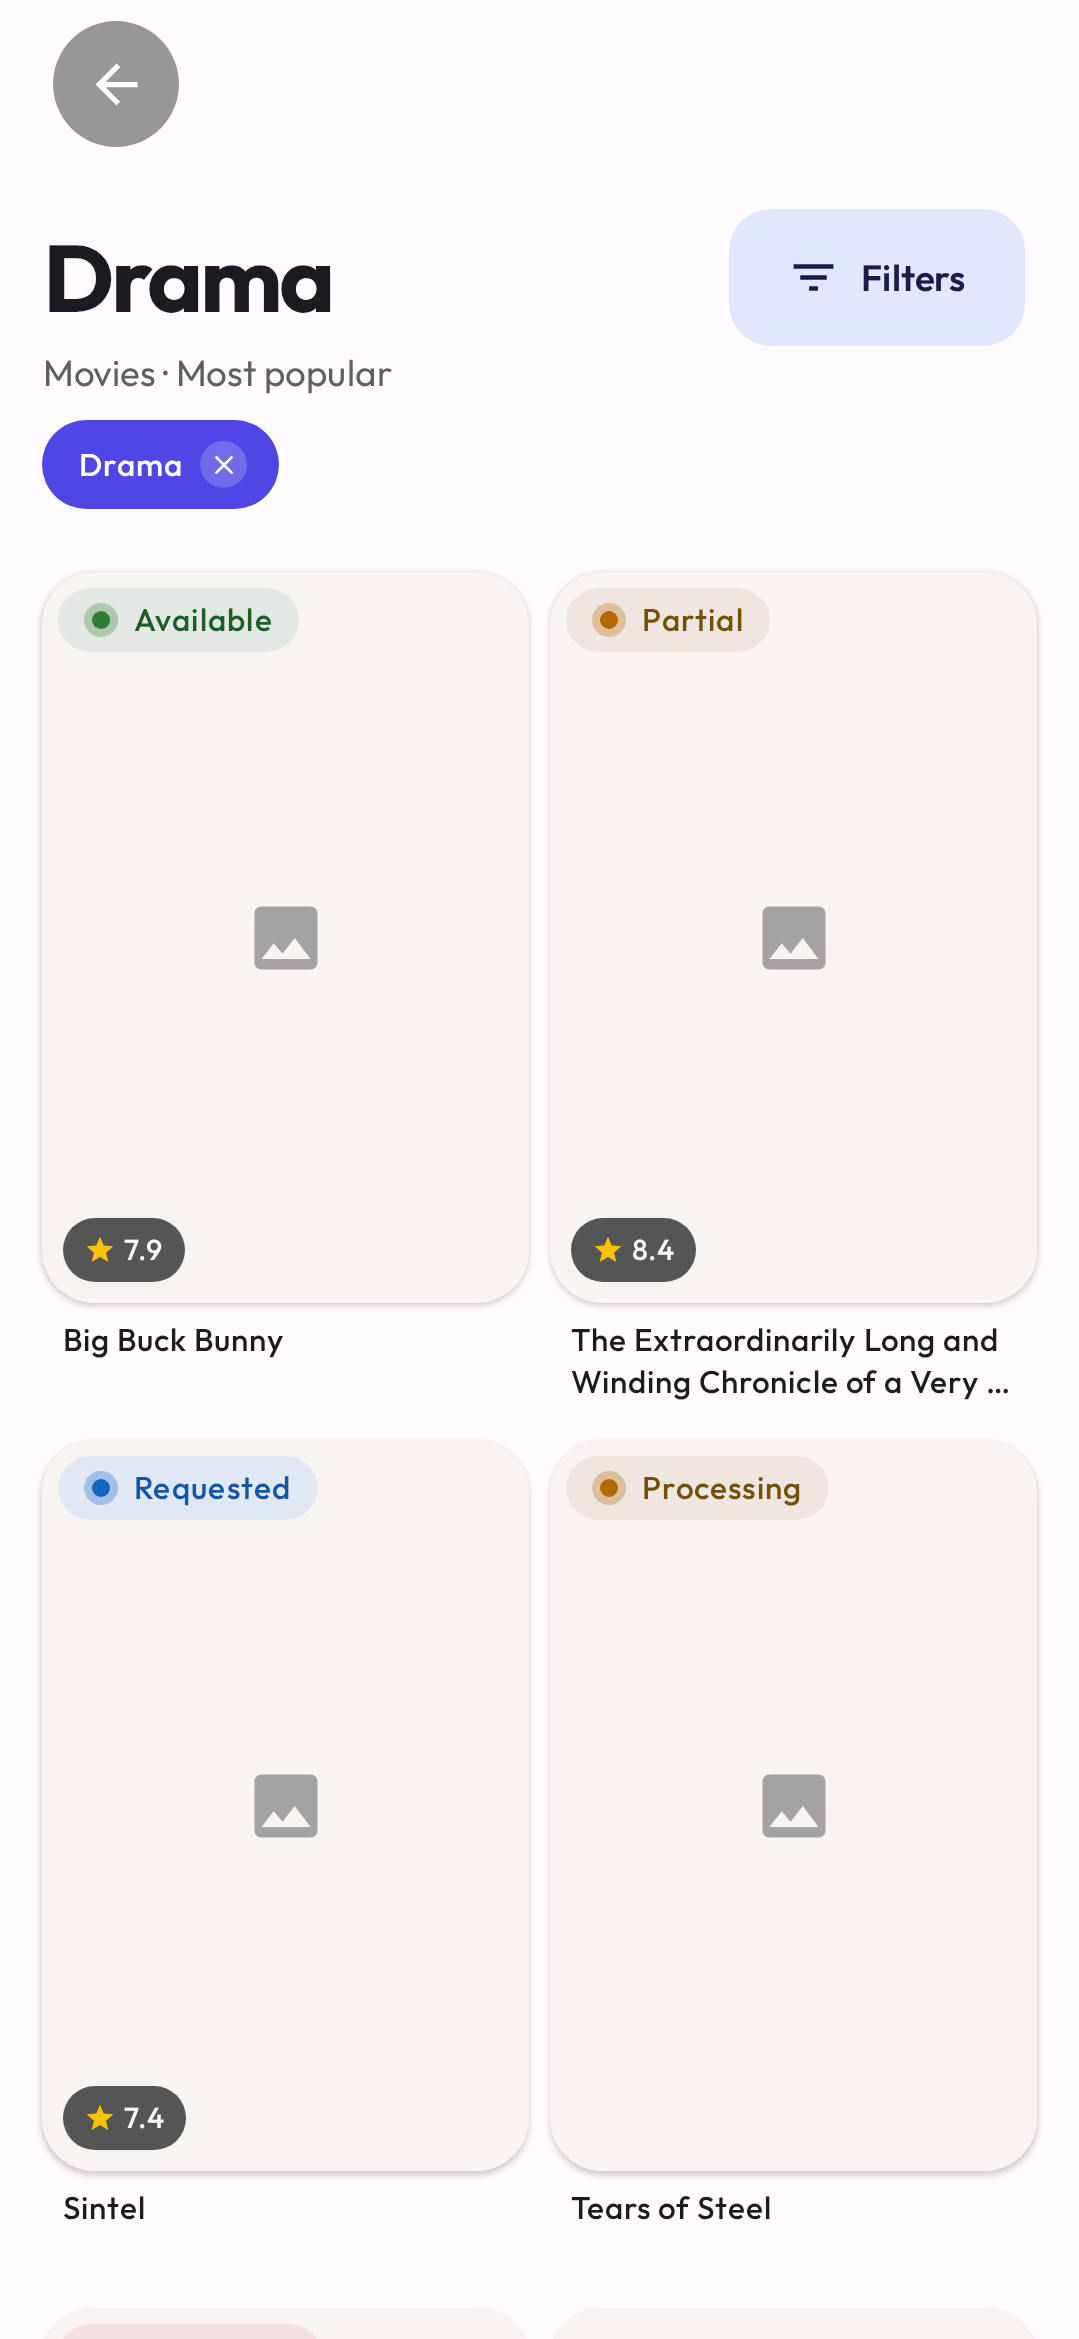 Drama
Filters
Movies · Most popular
Drama
Available
Partial
7.9
8.4
Big Buck Bunny
The Extraordinarily Long and
Winding Chronicle of a Very ...
Requested
Processing
7.4
Sintel
Tears of Steel